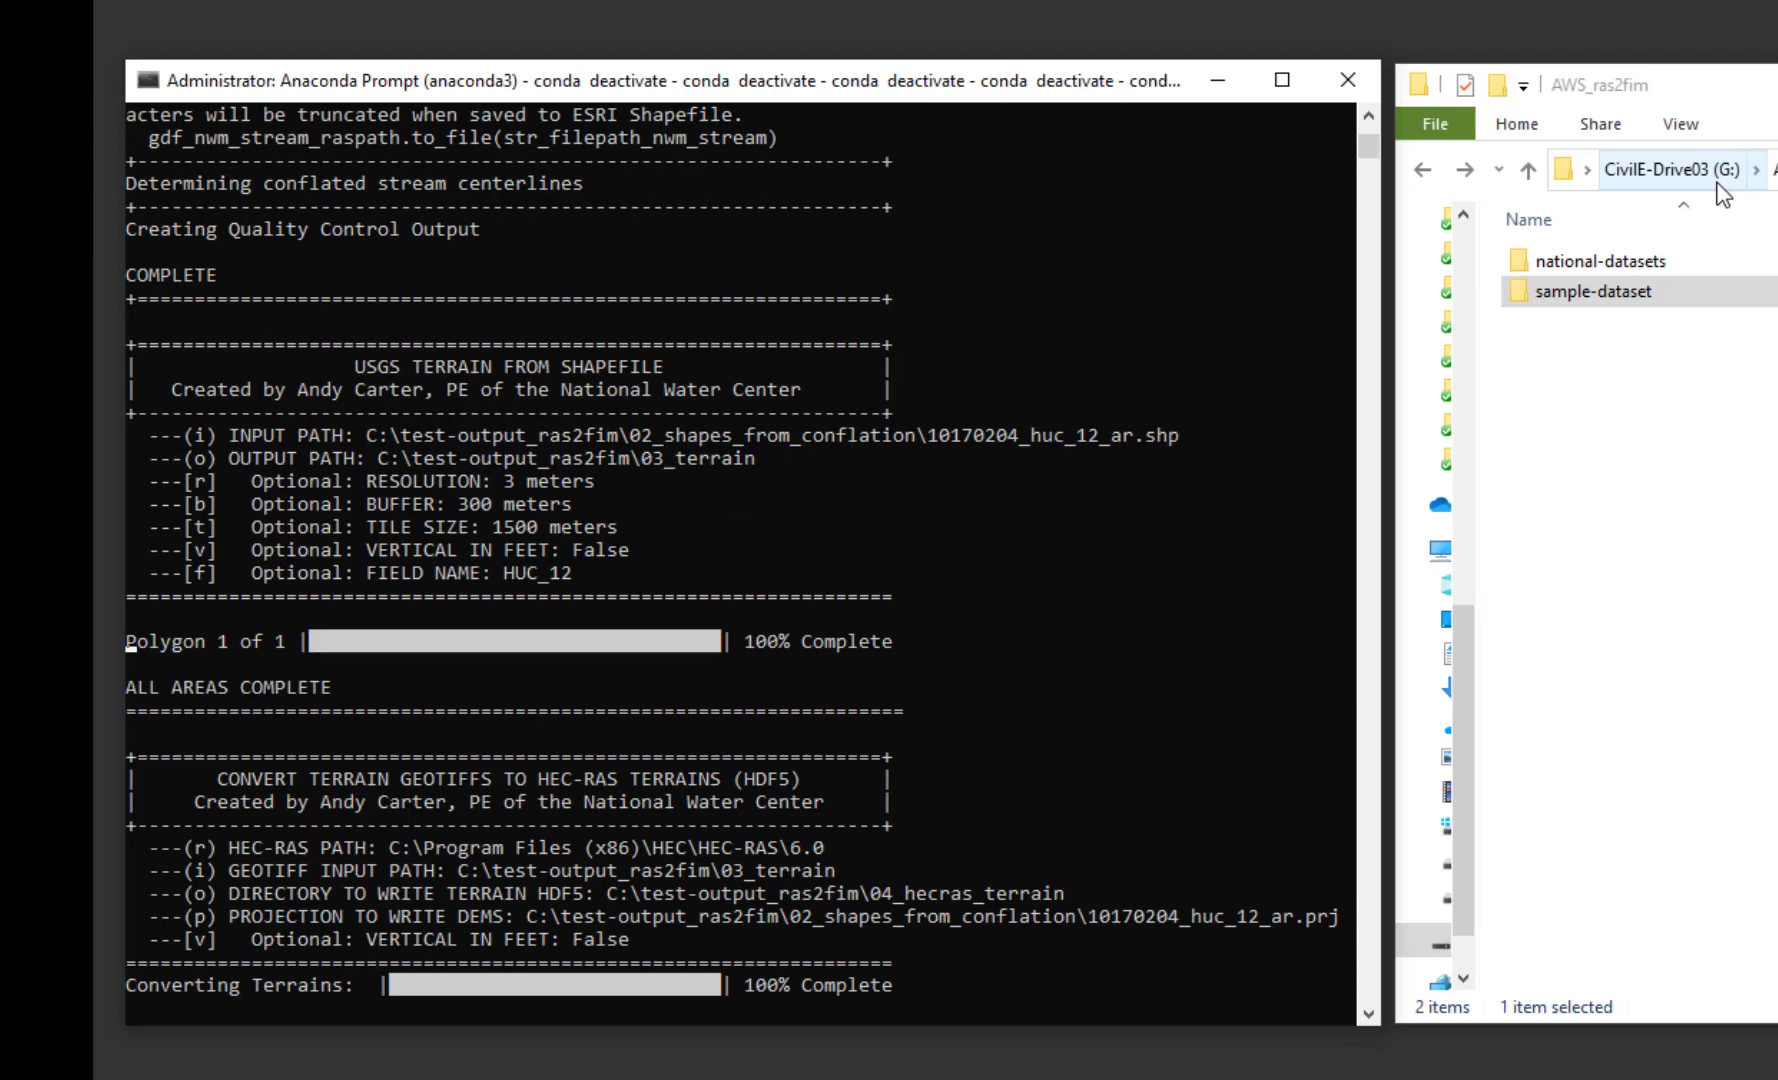 Administrator: Anaconda Prompt (anaconda3) - conda  deactivate - conda  deactivate - conda  deactivate - conda  deactivate - cond...
acters will be truncated when saved to ESRI Shapefile.
  gdf_nwm_stream_raspath.to_file(str_filepath_nwm_stream)
+-----------------------------------------------------------------+
Determining conflated stream centerlines
+-----------------------------------------------------------------+
Creating Quality Control Output
COMPLETE
+=================================================================+
+=================================================================+
|                   USGS TERRAIN FROM SHAPEFILE                   |
|   Created by Andy Carter, PE of the National Water Center       |
+-----------------------------------------------------------------+
  ---(i) INPUT PATH: C:\test-output_ras2fim\02_shapes_from_conflation\10170204_huc_12_ar.shp
  ---(o) OUTPUT PATH: C:\test-output_ras2fim\03_terrain
  ---[r]   Optional: RESOLUTION: 3 meters
  ---[b]   Optional: BUFFER: 300 meters
  ---[t]   Optional: TILE SIZE: 1500 meters
  ---[v]   Optional: VERTICAL IN FEET: False
  ---[f]   Optional: FIELD NAME: HUC_12
===================================================================
Polygon 1 of 1 |                                    | 100% Complete
ALL AREAS COMPLETE
====================================================================
+=================================================================+
|       CONVERT TERRAIN GEOTIFFS TO HEC-RAS TERRAINS (HDF5)       |
|     Created by Andy Carter, PE of the National Water Center     |
+-----------------------------------------------------------------+
  ---(r) HEC-RAS PATH: C:\Program Files (x86)\HEC\HEC-RAS\6.0
  ---(i) GEOTIFF INPUT PATH: C:\test-output_ras2fim\03_terrain
  ---(o) DIRECTORY TO WRITE TERRAIN HDF5: C:\test-output_ras2fim\04_hecras_terrain
  ---(p) PROJECTION TO WRITE DEMS: C:\test-output_ras2fim\02_shapes_from_conflation\10170204_huc_12_ar.prj
  ---[v]   Optional: VERTICAL IN FEET: False
===================================================================
Converting Terrains:  |                             | 100% Complete
AWS_ras2fim
File Home Share View
CivilE-Drive03 (G:)
Name
national-datasets
sample-dataset
2 items 1 item selected